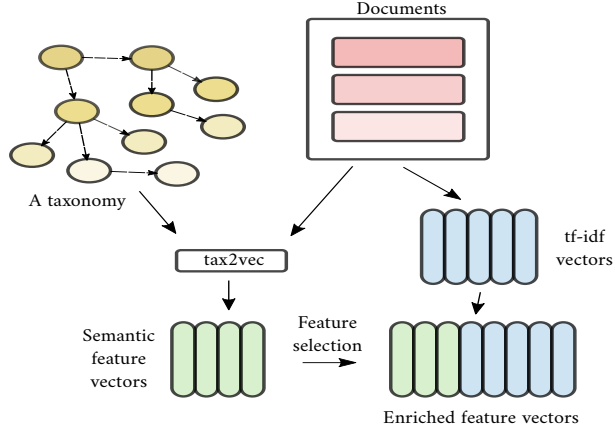 Documents
A taxonomy
tax2vec
tf-idf
vectors
Semantic
feature
vectors
Feature
selection
Enriched feature vectors